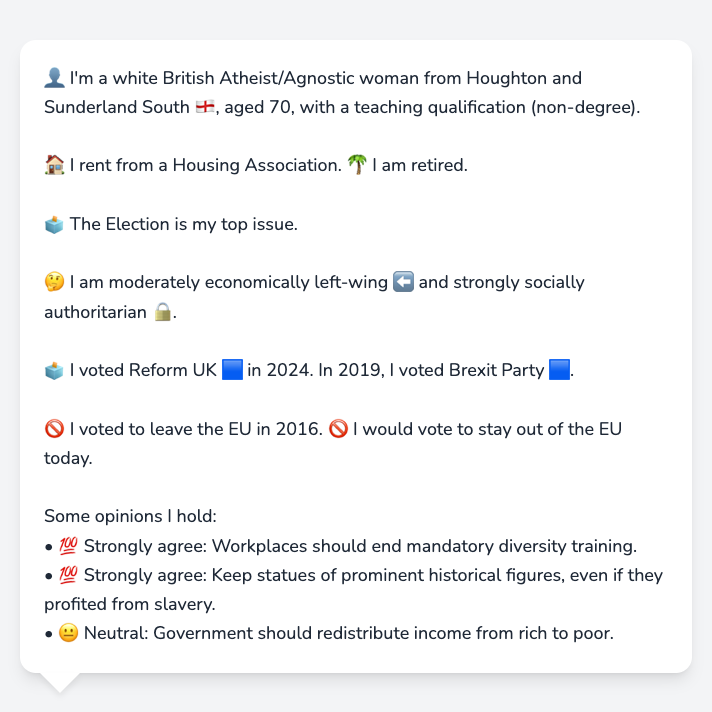 👤 I'm a white British Atheist/Agnostic woman from Houghton and
Sunderland South 🏴󠁧󠁢󠁥󠁮󠁧󠁿, aged 70, with a teaching qualification (non-degree).
🏠 I rent from a Housing Association. 🌴 I am retired.
🗳️ The Election is my top issue.
🤔 I am moderately economically left-wing ⬅️ and strongly socially
authoritarian 🔒.
🗳️ I voted Reform UK 🟦 in 2024. In 2019, I voted Brexit Party 🟦.
🚫 I voted to leave the EU in 2016. 🚫 I would vote to stay out of the EU
today.
Some opinions I hold:
• 💯 Strongly agree: Workplaces should end mandatory diversity training.
• 💯 Strongly agree: Keep statues of prominent historical figures, even if they
profited from slavery.
• 😐 Neutral: Government should redistribute income from rich to poor.